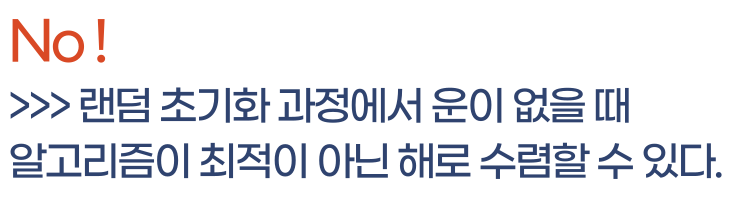 No !
>>> 랜덤 초기화 과정에서 운이 없을 때
알고리즘이 최적이 아닌 해로 수렴할 수 있다.